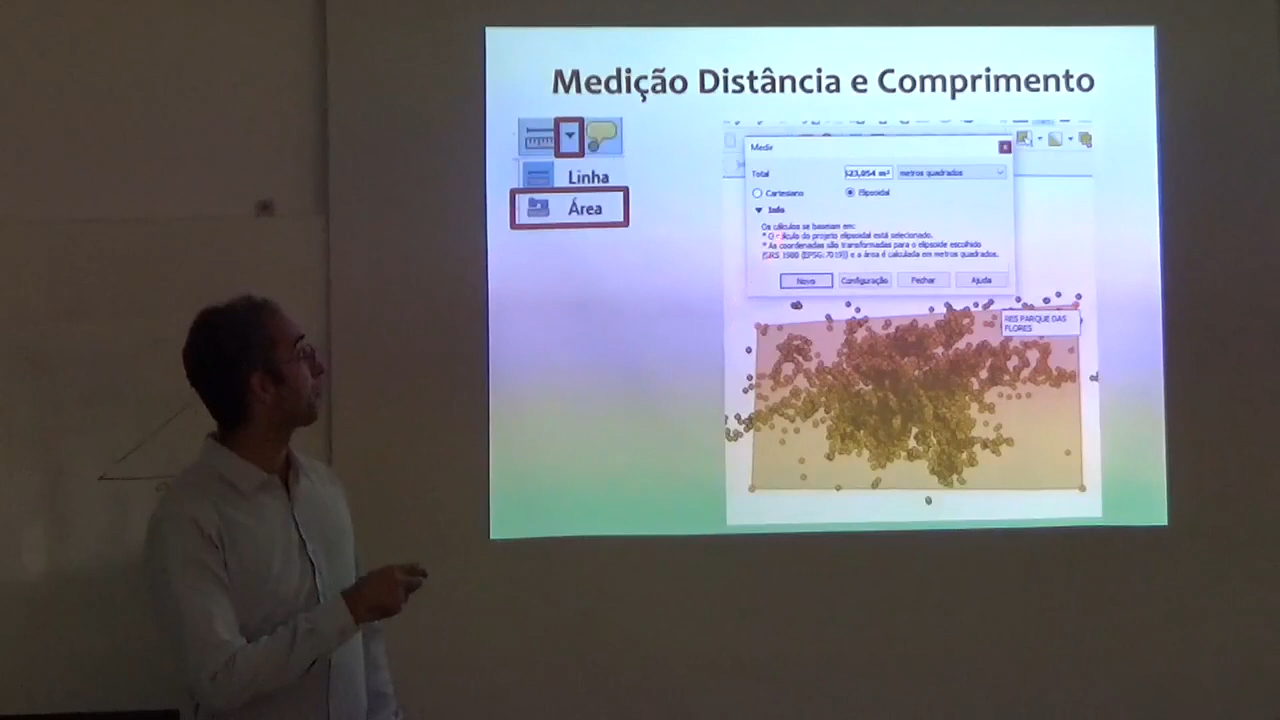 Medição Distância e Comprimento
Linha
Área
Medir
Total
metros quadrados
Cartesiano
Elipsoidal
Info
Os cálculos se baseiam em:
* O cálculo do projeto elipsoidal está selecionado.
* As coordenadas são transformadas para o elipsoide escolhido
(GRS 1980 (EPSG:7019)) e a área é calculada em metros quadrados.
Novo
Configuração
Fechar
Ajuda
RES PARQUE DAS
FLORES